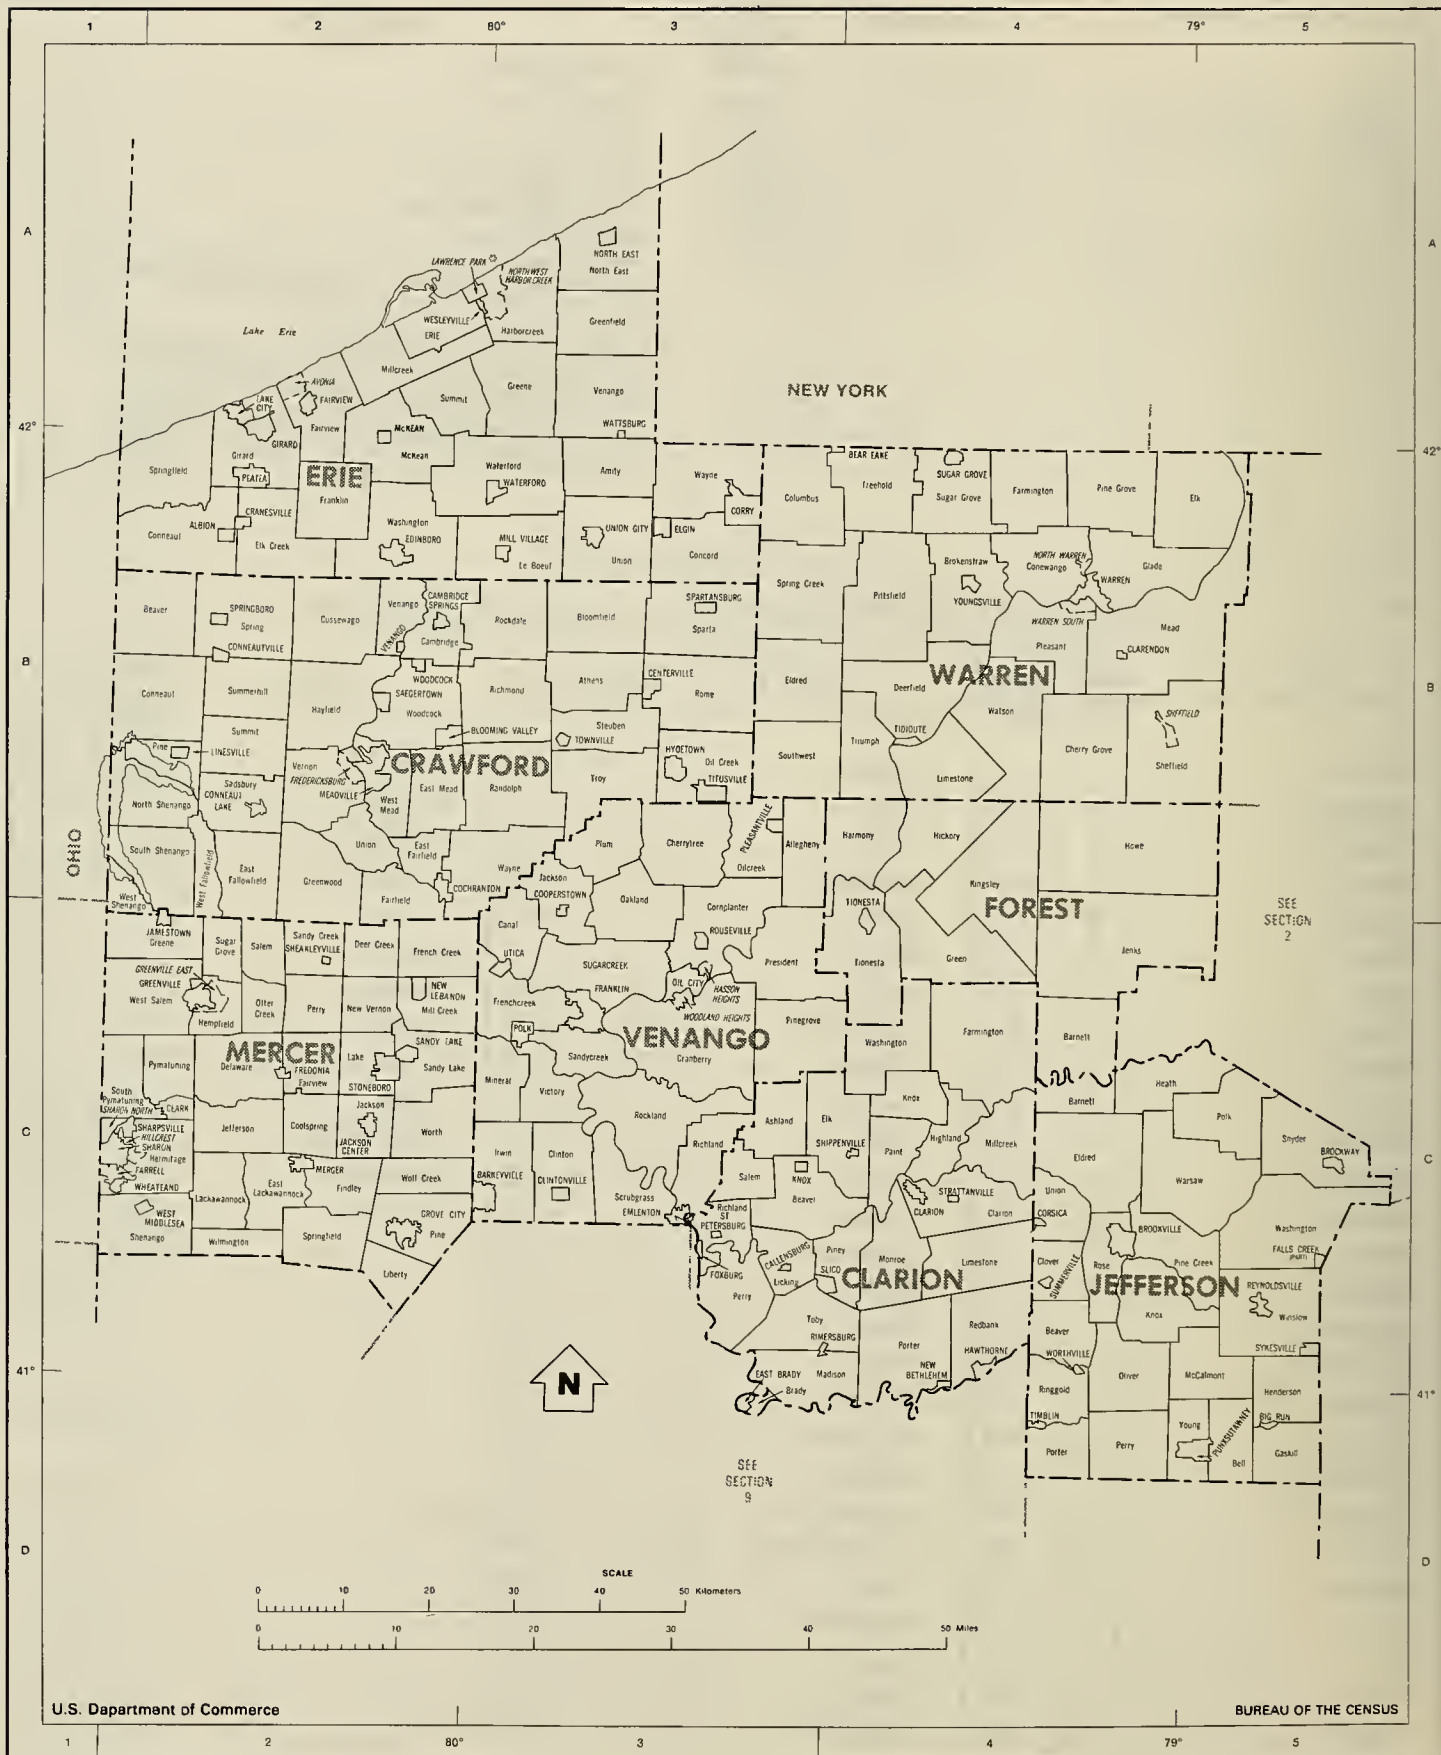 1 2 80° 3 4 79° 5
A
A
LAWRENCE PARK
NORTHWEST
HARBORCREEK
NORTH EAST
North East
WESLEYVILLE
ERIE
Harborcreek
Greenfield
Lake Erie
Millcreek
AVONIA
LAKE
CITY
FAIRVIEW
Summit
Greene
Venango
NEW YORK
WATTSBURG
42°
42°
GIRARD
Fairview
McKEAN
McKean
Girard
PLATEA
ERIE
Springfield
Franklin
Waterford
WATERFORD
Amity
Wayne
CORRY
Columbus
BEAR LAKE
Freehold
SUGAR GROVE
Sugar Grove
Farmington
Pine Grove
Elk
CRANESVILLE
ALBION
Conneaut
Elk Creek
Washington
EDINBORO
MILL VILLAGE
Le Boeuf
UNION CITY
Union
ELGIN
Concord
Spring Creek
Pittsfield
Brokenstraw
YOUNGSVILLE
NORTH WARREN
Conewango
WARREN
Glade
WARREN SOUTH
Pleasant
Mead
CLARENDON
WARREN
Beaver
SPRINGBORO
Spring
CONNEAUTVILLE
Cussewago
Venango
VENANGO
CAMBRIDGE
SPRINGS
Cambridge
Rockdale
Bloomfield
SPARTANSBURG
Sparta
B
B
Conneaut
Summerhill
Hayfield
WOODCOCK
SAEGERTOWN
Woodcock
BLOOMING VALLEY
Richmond
Athens
CENTERVILLE
Rome
Eldred
Deerfield
Watson
Summit
Steuben
TOWNVILLE
Pine
LINESVILLE
Vernon
FREDERICKSBURG
MEADVILLE
CRAWFORD
HYDETOWN
Oil Creek
TITUSVILLE
Southwest
Triumph
TIDIOUTE
Limestone
Cherry Grove
SHEFFIELD
Sheffield
North Shenango
Sadsbury
CONNEAUT
LAKE
West
Mead
East Mead
Randolph
Troy
OHIO
South Shenango
West Fallowfield
East
Fallowfield
Greenwood
Union
East
Fairfield
Fairfield
COCHRANTON
Wayne
Jackson
COOPERSTOWN
Plum
Cherrytree
PLEASANTVILLE
Oilcreek
Allegheny
Harmony
Hickory
Howe
Kingsley
FOREST
SEE
SECTION
2
West
Shenango
JAMESTOWN
Greene
Sugar
Grove
Salem
Sandy Creek
SHEAKLEYVILLE
Deer Creek
French Creek
Canal
UTICA
Oakland
Cornplanter
ROUSEVILLE
TIONESTA
Tionesta
Green
Jenks
GREENVILLE EAST
GREENVILLE
West Salem
Hempfield
Otter
Creek
Perry
New Vernon
NEW
LEBANON
Mill Creek
Frenchcreek
SUGARCREEK
FRANKLIN
OIL CITY
HASSON
HEIGHTS
WOODLAND HEIGHTS
President
Pinegrove
Washington
Farmington
Barnett
MERCER
Pymatuning
Delaware
FREDONIA
Fairview
Lake
STONEBORO
SANDY LAKE
Sandy Lake
POLK
Mineral
Victory
Sandycreek
VENANGO
Cranberry
Heath
Barnett
South
Pymatuning
SHARON NORTH
CLARK
SHARPSVILLE
HILLCREST
SHARON
Hermitage
FARRELL
WHEATLAND
Jefferson
Coolspring
Jackson
JACKSON
CENTER
Worth
Rockland
Richland
Ashland
Elk
SHIPPENVILLE
Knox
Paint
Highland
Millcreek
Polk
Snyder
BROCKWAY
C
C
Irwin
BARKEYVILLE
Clinton
CLINTONVILLE
Scrubgrass
EMLENTON
Salem
KNOX
Beaver
STRATTANVILLE
CLARION
Clarion
Eldred
Warsaw
Union
CORSICA
MERCER
Findley
Wolf Creek
Lackawannock
East
Lackawannock
WEST
MIDDLESEX
Shenango
Wilmington
Springfield
GROVE CITY
Pine
Liberty
Richland
ST
PETERSBURG
FOXBURG
Perry
CALLENSBURG
Licking
Piney
SLIGO
Monroe
CLARION
Limestone
Clover
SUMMERVILLE
Rose
BROOKVILLE
Pine Creek
JEFFERSON
Knox
Washington
FALLS CREEK
(PART)
REYNOLDSVILLE
Winslow
SYKESVILLE
Toby
RIMERSBURG
Porter
Redbank
HAWTHORNE
Beaver
WORTHVILLE
41°
41°
N
EAST BRADY
Brady
Madison
NEW
BETHLEHEM
Ringgold
Oliver
McCalmont
Henderson
TIMBLIN
Young
PUNXSUTAWNEY
BIG RUN
Porter
Perry
Bell
Gaskill
SEE
SECTION
9
D
D
SCALE
0 10 20 30 40 50 Kilometers
0 10 20 30 40 50 Miles
U.S. Department of Commerce
BUREAU OF THE CENSUS
1 2 80° 3 4 79° 5